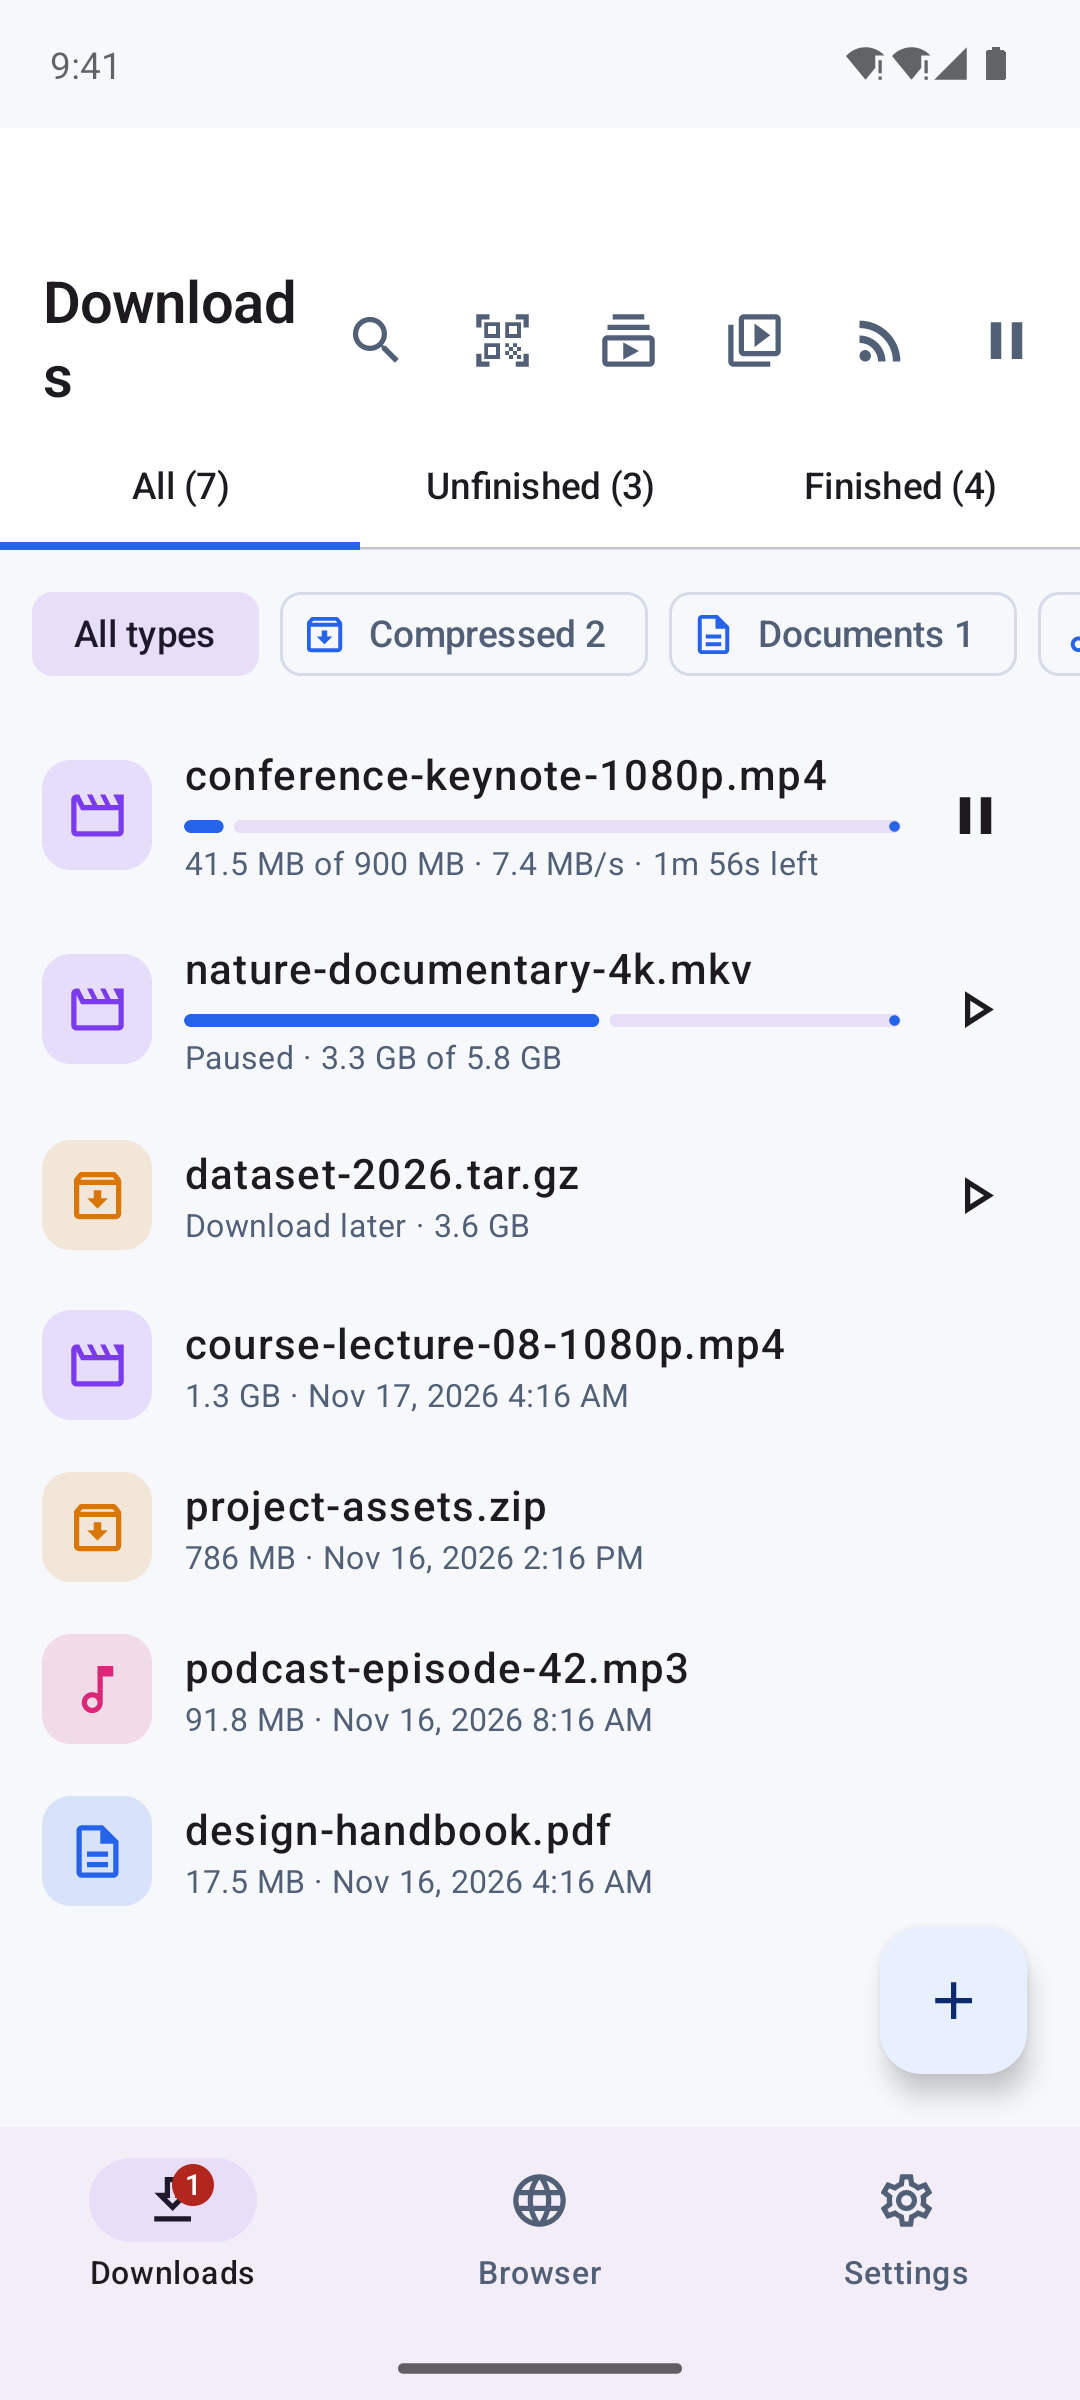 9:41
Download
s
All (7)
Unfinished (3)
Finished (4)
All types
Compressed 2
Documents 1
conference-keynote-1080p.mp4
41.5 MB of 900 MB · 7.4 MB/s · 1m 56s left
nature-documentary-4k.mkv
Paused · 3.3 GB of 5.8 GB
dataset-2026.tar.gz
Download later · 3.6 GB
course-lecture-08-1080p.mp4
1.3 GB · Nov 17, 2026 4:16 AM
project-assets.zip
786 MB · Nov 16, 2026 2:16 PM
podcast-episode-42.mp3
91.8 MB · Nov 16, 2026 8:16 AM
design-handbook.pdf
17.5 MB · Nov 16, 2026 4:16 AM
1
Downloads
Browser
Settings